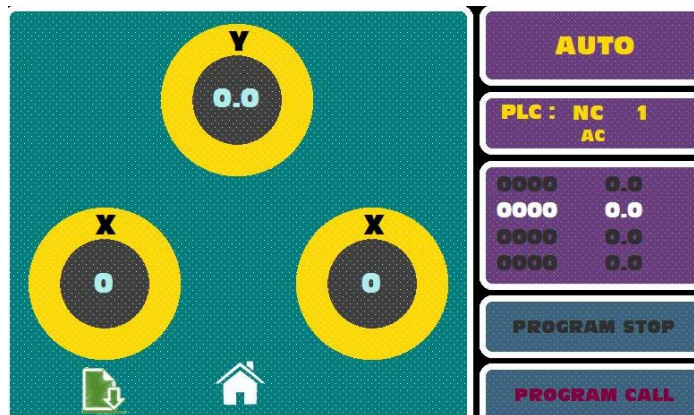 Y
0.0
X
0
X
0
AUTO
PLC : NC 1
AC
0000 0.0
0000 0.0
0000 0.0
0000 0.0
PROGRAM STOP
PROGRAM CALL